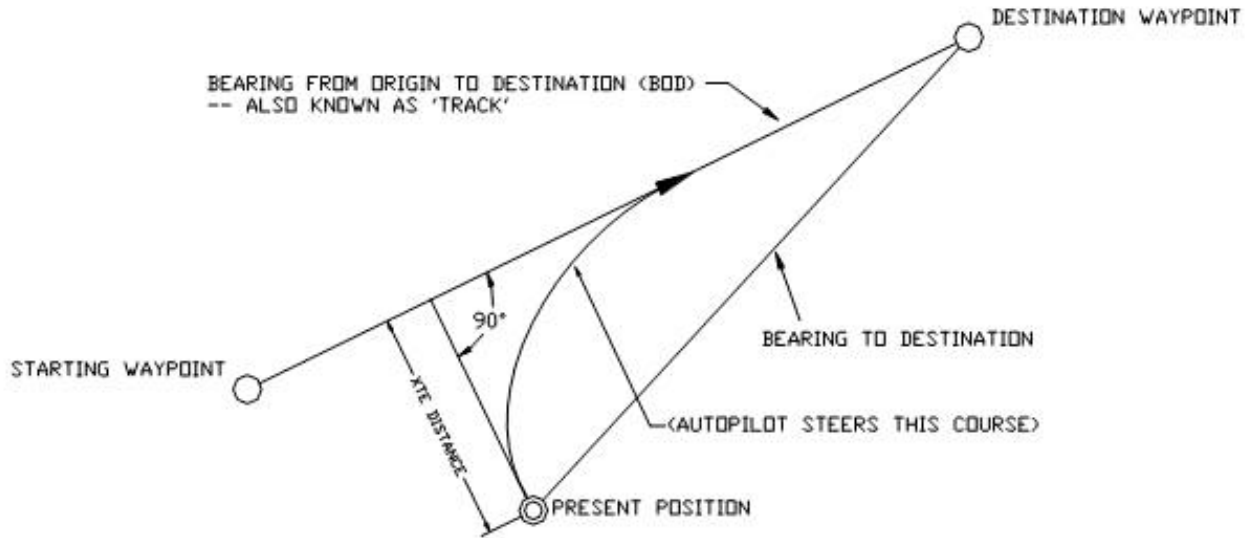 DESTINATION WAYPOINT
BEARING FROM ORIGIN TO DESTINATION (BOD)
-- ALSO KNOWN AS 'TRACK'
90°
BEARING TO DESTINATION
STARTING WAYPOINT
XTE DISTANCE
(AUTOPILOT STEERS THIS COURSE)
PRESENT POSITION